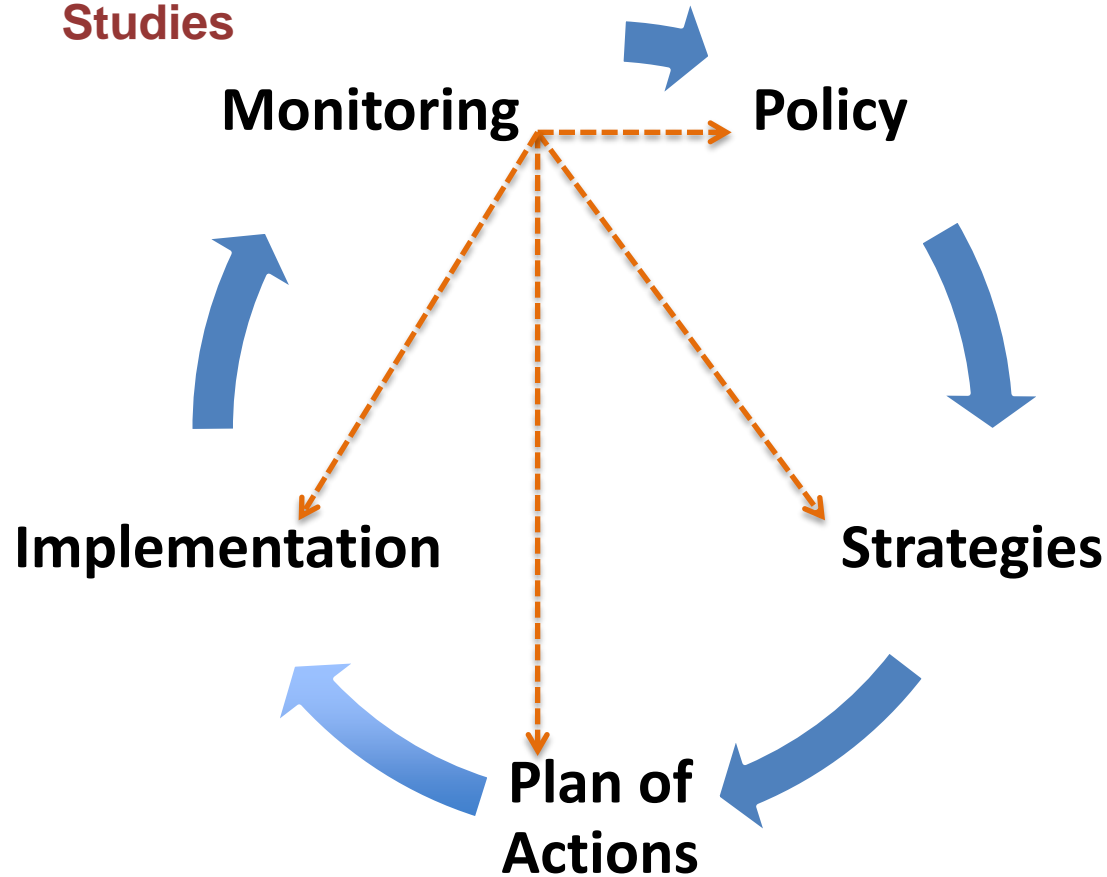 Studies
Monitoring
Policy
Implementation
Strategies
Plan of
Actions